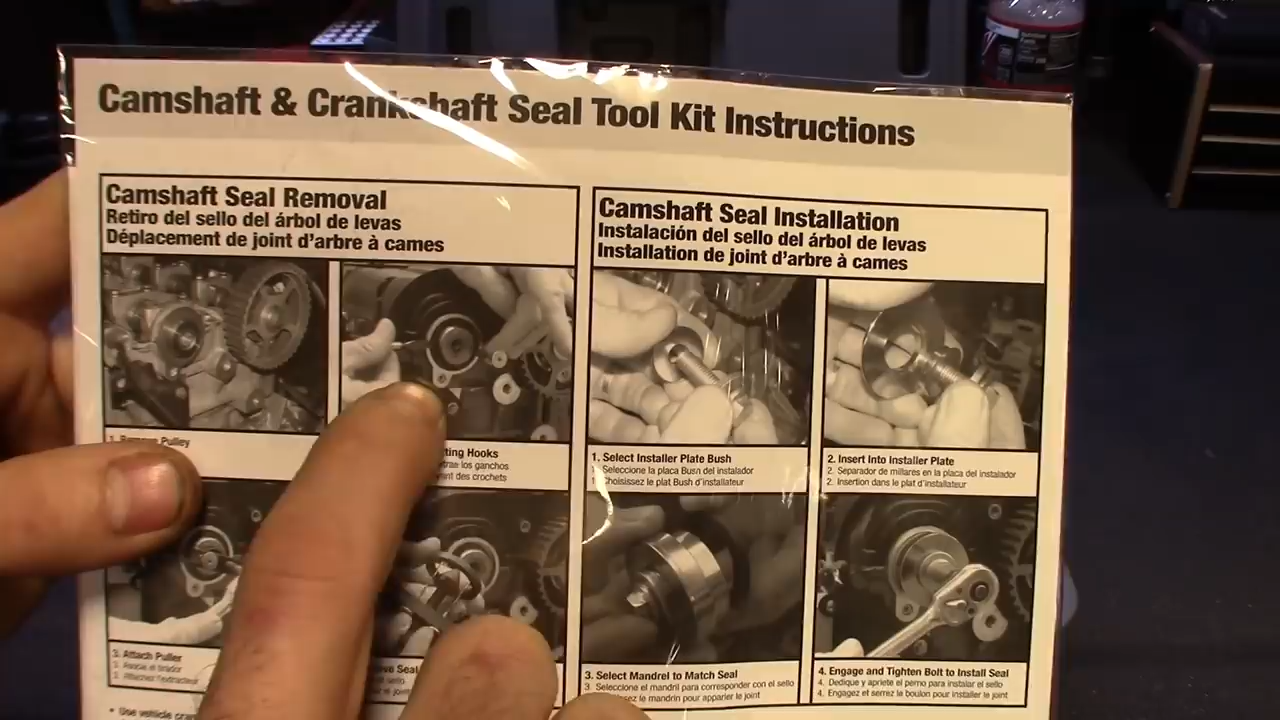 Camshaft & Crankshaft Seal Tool Kit Instructions
Camshaft Seal Removal
Retiro del sello del árbol de levas
Déplacement de joint d'arbre à cames
Camshaft Seal Installation
Instalación del sello del árbol de levas
Installation de joint d'arbre à cames
1. Remove Pulley
Hooks
los ganchos
des crochets
1. Select Installer Plate Bush
Seleccione la placa Bush del instalador
Choisissez le plat Bush d'installateur
2. Insert Into Installer Plate
2. Separador de millares en la placa del instalador
2. Insertion dans le plat d'installateur
3. Attach Puller
Seal
3. Select Mandrel to Match Seal
3. Seleccione el mandril para corresponder con el sello
le mandrin pour apparier le joint
4. Engage and Tighten Bolt to Install Seal
4. Dedique y apriete el perno para instalar el sello
4. Engagez et serrez le boulon pour installer le joint
• Use vehicle